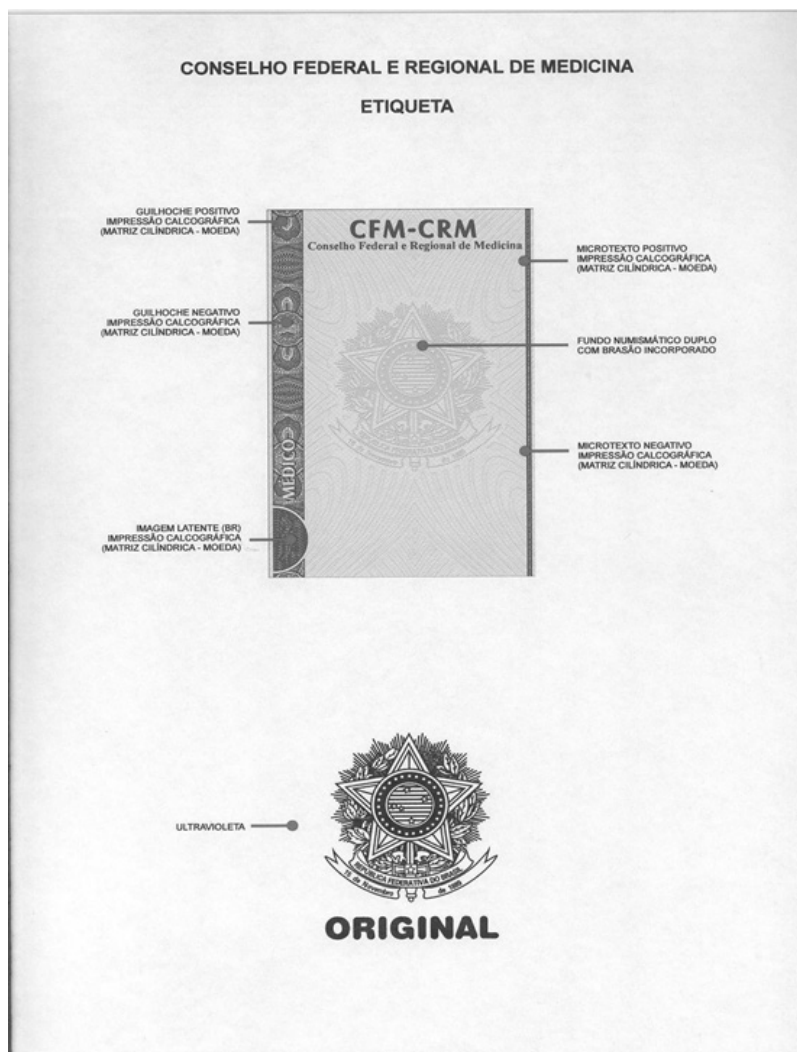 CONSELHO FEDERAL E REGIONAL DE MEDICINA
ETIQUETA
GUILHOCHE POSITIVO
IMPRESSÃO CALCOGRÁFICA
(MATRIZ CILÍNDRICA - MOEDA)
CFM-CRM
Conselho Federal e Regional de Medicina
MICROTEXTO POSITIVO
IMPRESSÃO CALCOGRÁFICA
(MATRIZ CILÍNDRICA - MOEDA)
GUILHOCHE NEGATIVO
IMPRESSÃO CALCOGRÁFICA
(MATRIZ CILÍNDRICA - MOEDA)
FUNDO NUMISMÁTICO DUPLO
COM BRASÃO INCORPORADO
MÉDICO
MICROTEXTO NEGATIVO
IMPRESSÃO CALCOGRÁFICA
(MATRIZ CILÍNDRICA - MOEDA)
IMAGEM LATENTE (BR)
IMPRESSÃO CALCOGRÁFICA
(MATRIZ CILÍNDRICA - MOEDA)
ULTRAVIOLETA
REPÚBLICA FEDERATIVA DO BRASIL
15 de Novembro de 1889
ORIGINAL